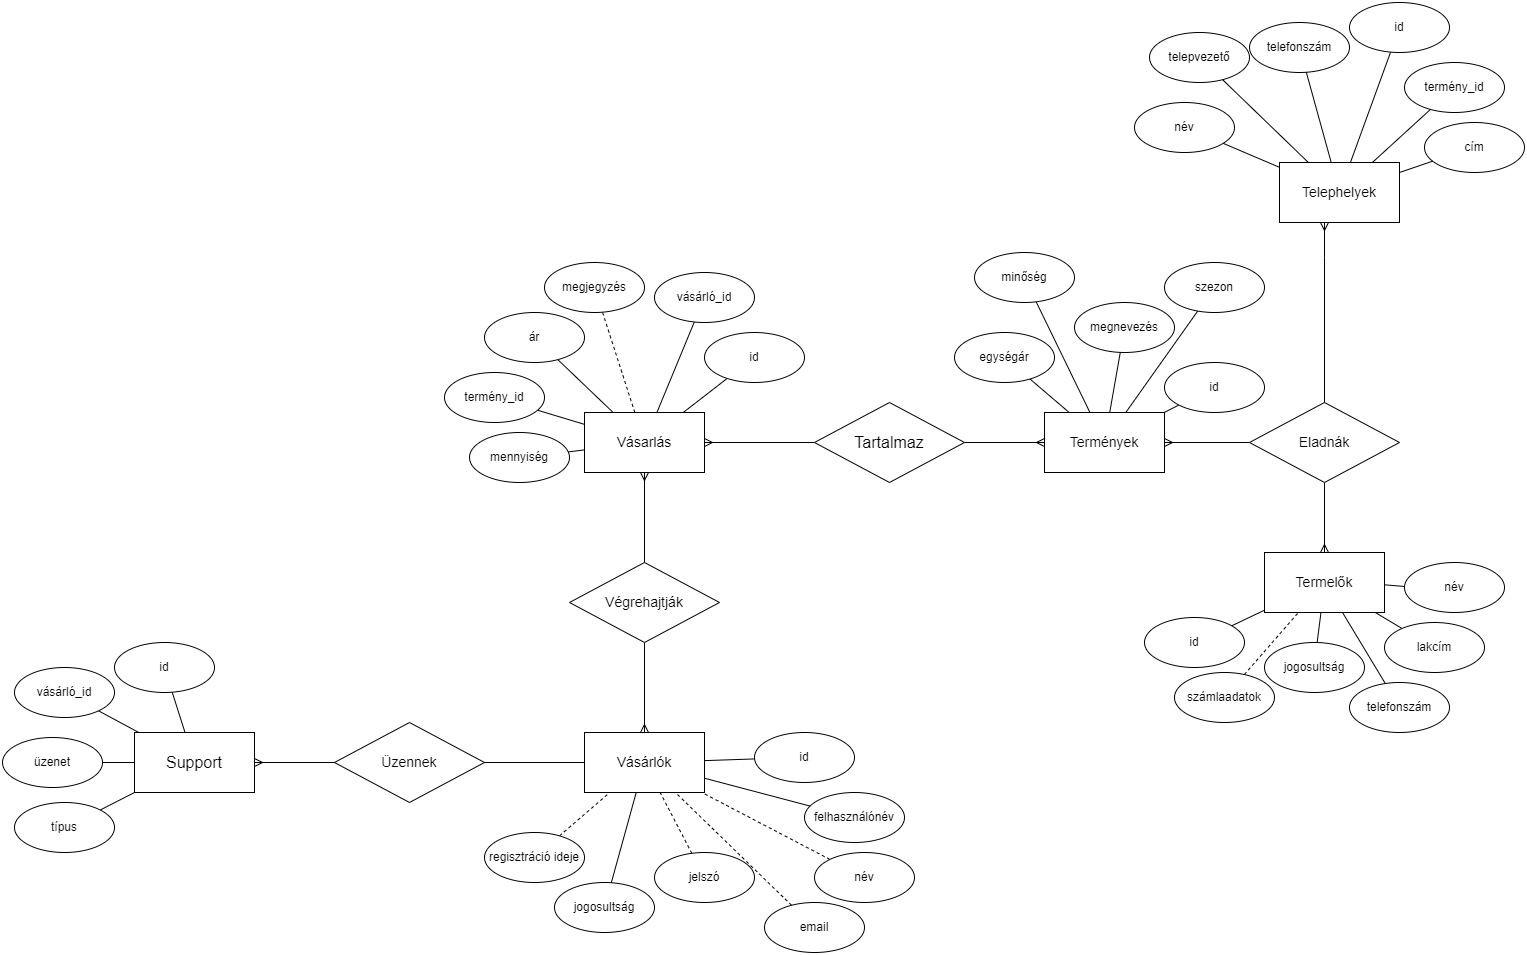 id
telefonszám
telepvezető
termény_id
név
cím
Telephelyek
minőség
megjegyzés
szezon
vásárló_id
megnevezés
ár
egységár
id
id
termény_id
Vásarlás
Tartalmaz
Termények
Eladnák
mennyiség
Termelők
név
Végrehajtják
id
lakcím
jogosultság
id
vásárló_id
számlaadatok
telefonszám
üzenet
Support
Üzennek
Vásárlók
id
felhasználónév
típus
regisztráció ideje
jelszó
név
jogosultság
email